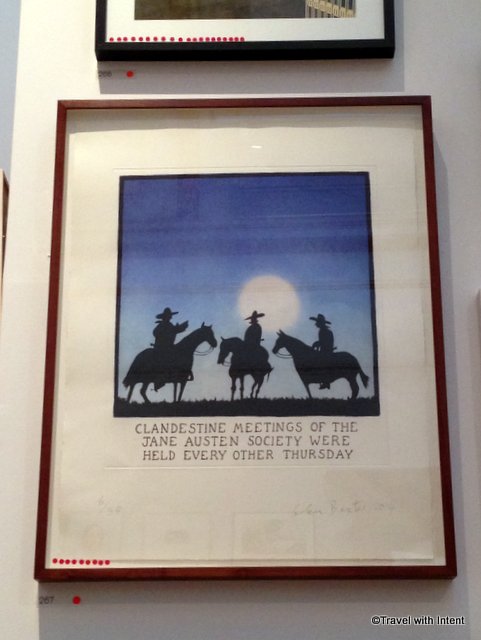 266
CLANDESTINE MEETINGS OF THE
JANE AUSTEN SOCIETY WERE
HELD EVERY OTHER THURSDAY
267
©Travel with Intent